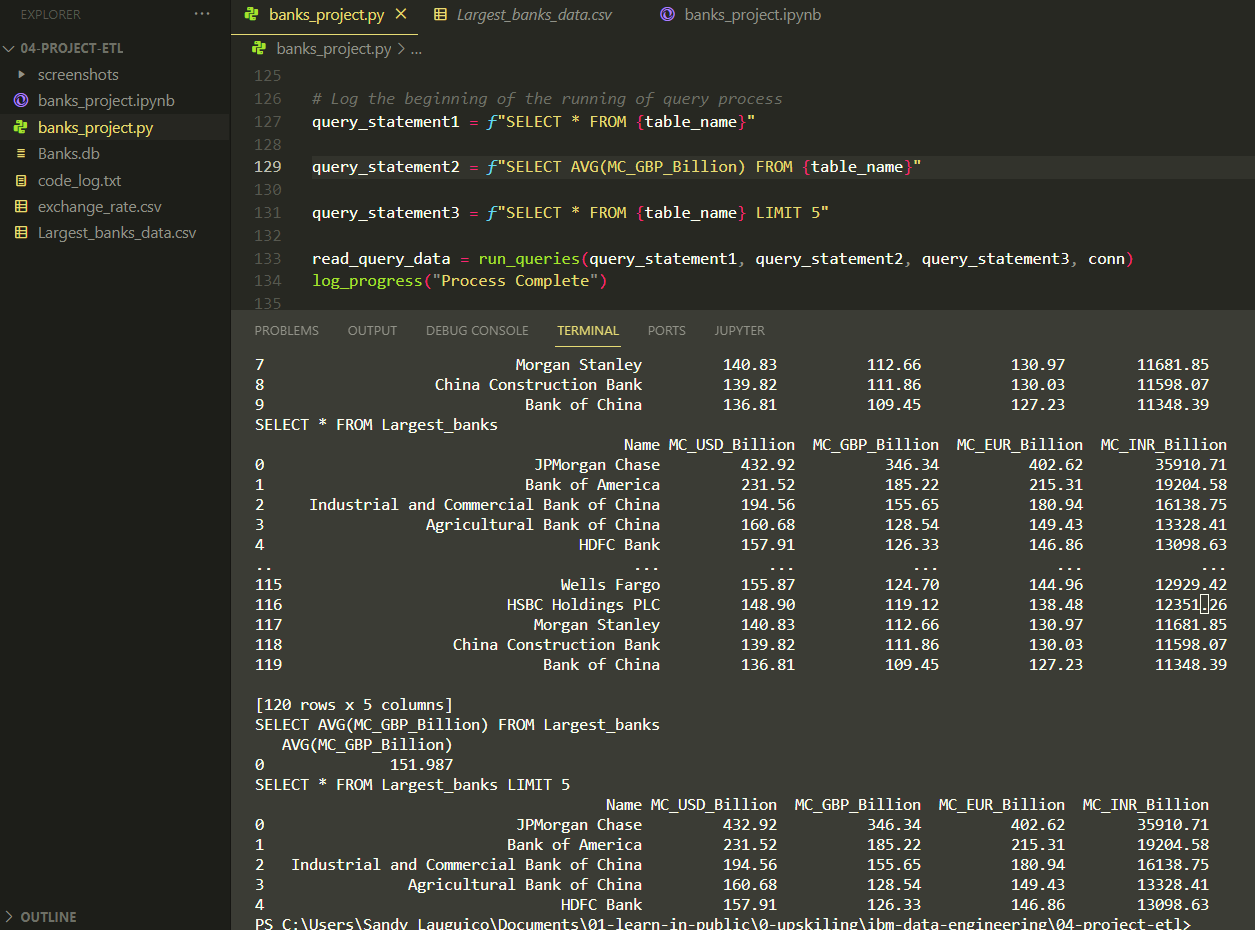 EXPLORER ...
04-PROJECT-ETL
screenshots
banks_project.ipynb
banks_project.py
Banks.db
code_log.txt
exchange_rate.csv
Largest_banks_data.csv
OUTLINE
banks_project.py Largest_banks_data.csv banks_project.ipynb
banks_project.py > ...
125
126 # Log the beginning of the running of query process
127 query_statement1 = f"SELECT * FROM {table_name}"
128
129 query_statement2 = f"SELECT AVG(MC_GBP_Billion) FROM {table_name}"
130
131 query_statement3 = f"SELECT * FROM {table_name} LIMIT 5"
132
133 read_query_data = run_queries(query_statement1, query_statement2, query_statement3, conn)
134 log_progress("Process Complete")
135
PROBLEMS OUTPUT DEBUG CONSOLE TERMINAL PORTS JUPYTER
7 Morgan Stanley 140.83 112.66 130.97 11681.85
8 China Construction Bank 139.82 111.86 130.03 11598.07
9 Bank of China 136.81 109.45 127.23 11348.39
SELECT * FROM Largest_banks
Name MC_USD_Billion MC_GBP_Billion MC_EUR_Billion MC_INR_Billion
0 JPMorgan Chase 432.92 346.34 402.62 35910.71
1 Bank of America 231.52 185.22 215.31 19204.58
2 Industrial and Commercial Bank of China 194.56 155.65 180.94 16138.75
3 Agricultural Bank of China 160.68 128.54 149.43 13328.41
4 HDFC Bank 157.91 126.33 146.86 13098.63
.. ... ... ... ... ...
115 Wells Fargo 155.87 124.70 144.96 12929.42
116 HSBC Holdings PLC 148.90 119.12 138.48 12351.26
117 Morgan Stanley 140.83 112.66 130.97 11681.85
118 China Construction Bank 139.82 111.86 130.03 11598.07
119 Bank of China 136.81 109.45 127.23 11348.39
[120 rows x 5 columns]
SELECT AVG(MC_GBP_Billion) FROM Largest_banks
AVG(MC_GBP_Billion)
0 151.987
SELECT * FROM Largest_banks LIMIT 5
Name MC_USD_Billion MC_GBP_Billion MC_EUR_Billion MC_INR_Billion
0 JPMorgan Chase 432.92 346.34 402.62 35910.71
1 Bank of America 231.52 185.22 215.31 19204.58
2 Industrial and Commercial Bank of China 194.56 155.65 180.94 16138.75
3 Agricultural Bank of China 160.68 128.54 149.43 13328.41
4 HDFC Bank 157.91 126.33 146.86 13098.63
PS C:\Users\Sandy Lauguico\Documents\01-learn-in-public\0-upskiling\ibm-data-engineering\04-project-etl>